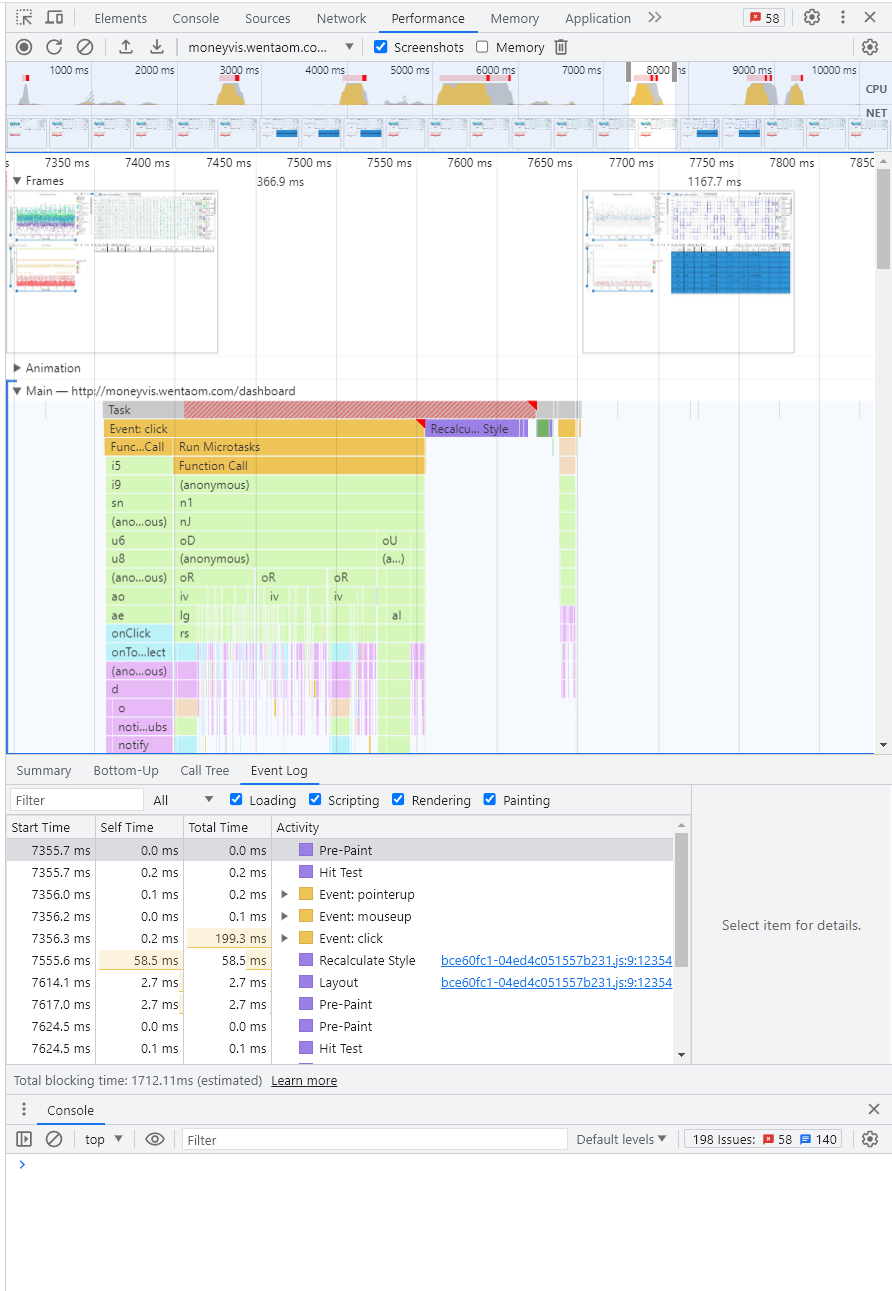 Elements Console Sources Network Performance Memory Application 58
moneyvis.wentaom.co... Screenshots Memory
1000 ms 2000 ms 3000 ms 4000 ms 5000 ms 6000 ms 7000 ms 8000 ms 9000 ms 10000 ms
CPU
NET
s 7350 ms 7400 ms 7450 ms 7500 ms 7550 ms 7600 ms 7650 ms 7700 ms 7750 ms 7800 ms 7850
Frames 366.9 ms 1167.7 ms
Animation
Main — http://moneyvis.wentaom.com/dashboard
Task
Event: click Recalcu... Style
Func...Call Run Microtasks
i5 Function Call
i9 (anonymous)
sn n1
(ano...ous) nJ
u6 oD oU
u8 (anonymous) (a...)
(ano...ous) oR oR oR
ao iv iv iv
ae lg al
onClick rs
onTo...lect
(ano...ous)
d
o
noti...ubs
notify
Summary Bottom-Up Call Tree Event Log
Filter All Loading Scripting Rendering Painting
Start Time Self Time Total Time Activity
7355.7 ms 0.0 ms 0.0 ms Pre-Paint
7355.7 ms 0.2 ms 0.2 ms Hit Test
7356.0 ms 0.1 ms 0.2 ms Event: pointerup
7356.2 ms 0.0 ms 0.1 ms Event: mouseup
7356.3 ms 0.2 ms 199.3 ms Event: click
7555.6 ms 58.5 ms 58.5 ms Recalculate Style bce60fc1-04ed4c051557b231.js:9:12354
7614.1 ms 2.7 ms 2.7 ms Layout bce60fc1-04ed4c051557b231.js:9:12354
7617.0 ms 2.7 ms 2.7 ms Pre-Paint
7624.5 ms 0.0 ms 0.0 ms Pre-Paint
7624.5 ms 0.1 ms 0.1 ms Hit Test
Select item for details.
Total blocking time: 1712.11ms (estimated) Learn more
Console
top Filter Default levels 198 Issues: 58 140